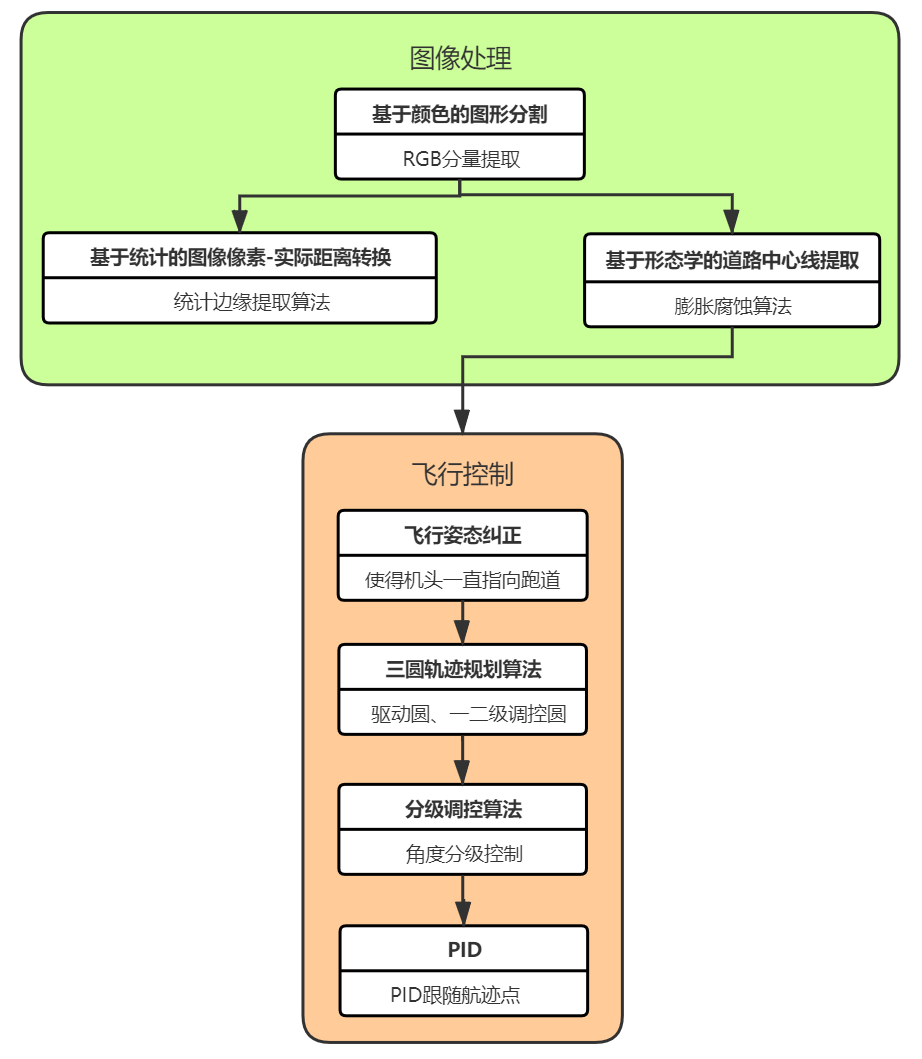 图像处理
基于颜色的图形分割
RGB分量提取
基于统计的图像像素-实际距离转换
统计边缘提取算法
基于形态学的道路中心线提取
膨胀腐蚀算法
飞行控制
飞行姿态纠正
使得机头一直指向跑道
三圆轨迹规划算法
驱动圆、一二级调控圆
分级调控算法
角度分级控制
PID
PID跟随航迹点